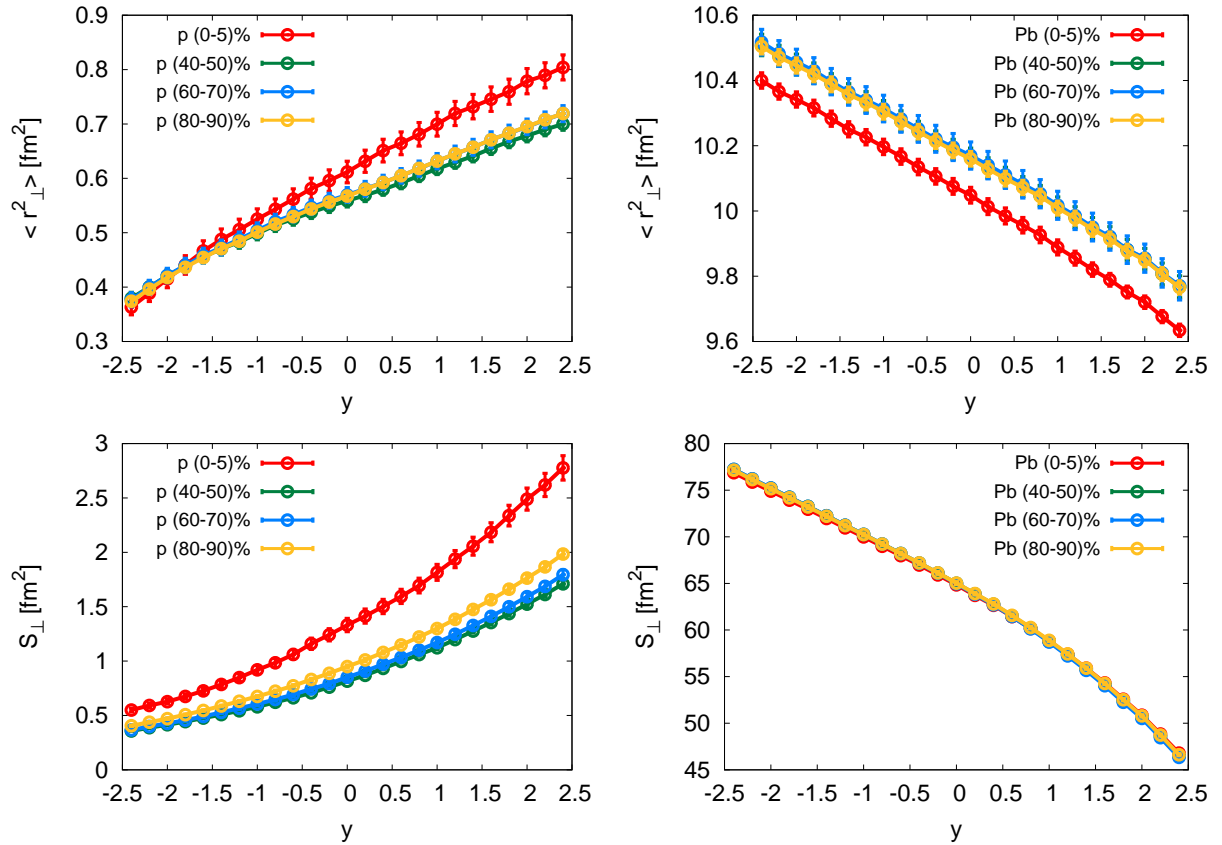 0.9
0.8
0.7
0.6
0.5
0.4
0.3
< r²⊥> [fm²]
p (0-5)%
p (40-50)%
p (60-70)%
p (80-90)%
-2.5 -2 -1.5 -1 -0.5 0 0.5 1 1.5 2 2.5
y
10.6
10.4
10.2
10
9.8
9.6
< r²⊥> [fm²]
Pb (0-5)%
Pb (40-50)%
Pb (60-70)%
Pb (80-90)%
-2.5 -2 -1.5 -1 -0.5 0 0.5 1 1.5 2 2.5
y
3
2.5
2
1.5
1
0.5
0
S⊥ [fm²]
p (0-5)%
p (40-50)%
p (60-70)%
p (80-90)%
-2.5 -2 -1.5 -1 -0.5 0 0.5 1 1.5 2 2.5
y
80
75
70
65
60
55
50
45
S⊥ [fm²]
Pb (0-5)%
Pb (40-50)%
Pb (60-70)%
Pb (80-90)%
-2.5 -2 -1.5 -1 -0.5 0 0.5 1 1.5 2 2.5
y